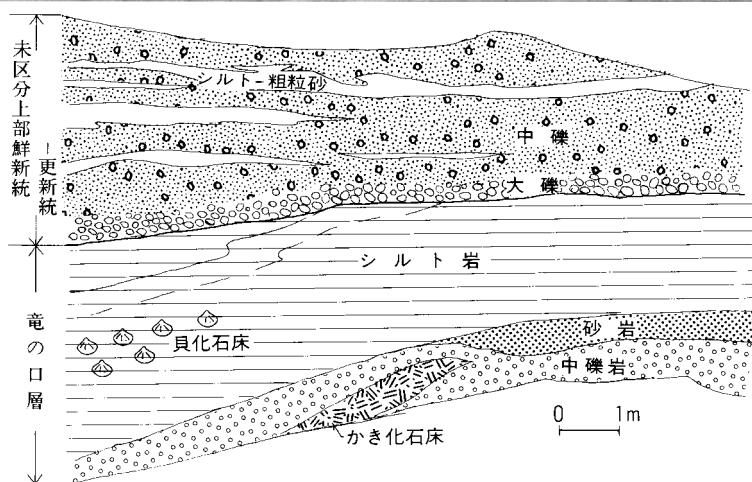 未区分上部鮮新統
─更新統
シルト─粗粒砂
中礫
大礫
シルト岩
竜の口層
貝化石床
砂岩
中礫岩
かき化石床
0 1m